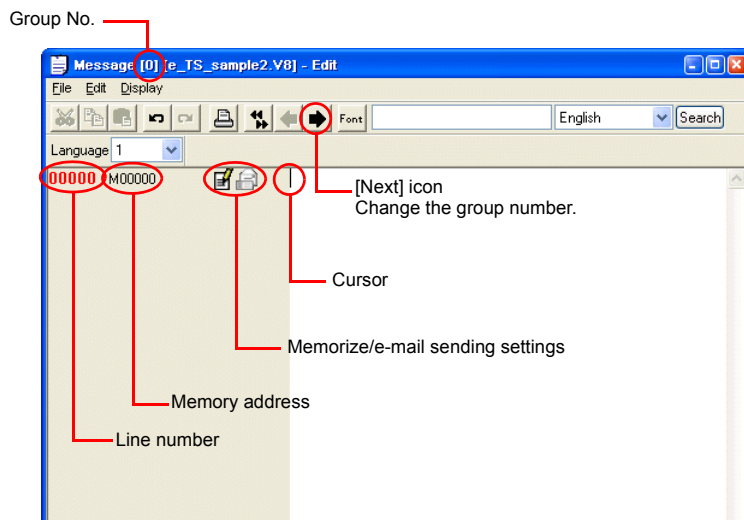 Group No.
Message [0] [e_TS_sample2.V8] - Edit
File Edit Display
Font English Search
Language 1
00000 M00000
[Next] icon
Change the group number.
Cursor
Memorize/e-mail sending settings
Memory address
Line number